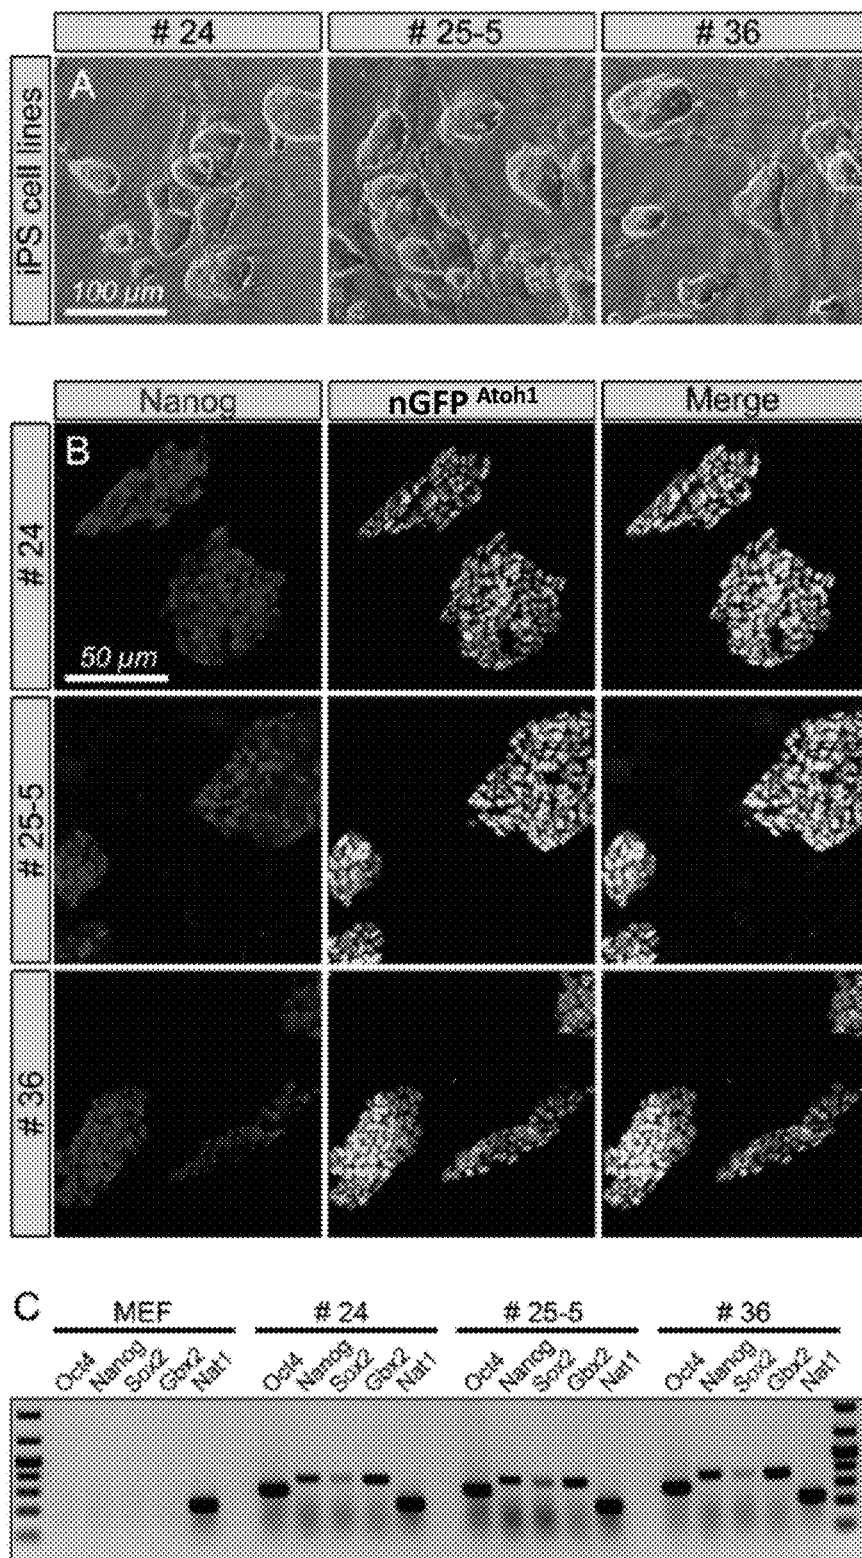 # 24 # 25-5 # 36
iPS cell lines
A
100 µm
Nanog nGFP Atoh1 Merge
# 24
B
50 µm
# 25-5
# 36
C
MEF # 24 # 25-5 # 36
Oct4 Nanog Sox2 Gbx2 Nat1 Oct4 Nanog Sox2 Gbx2 Nat1 Oct4 Nanog Sox2 Gbx2 Nat1 Oct4 Nanog Sox2 Gbx2 Nat1